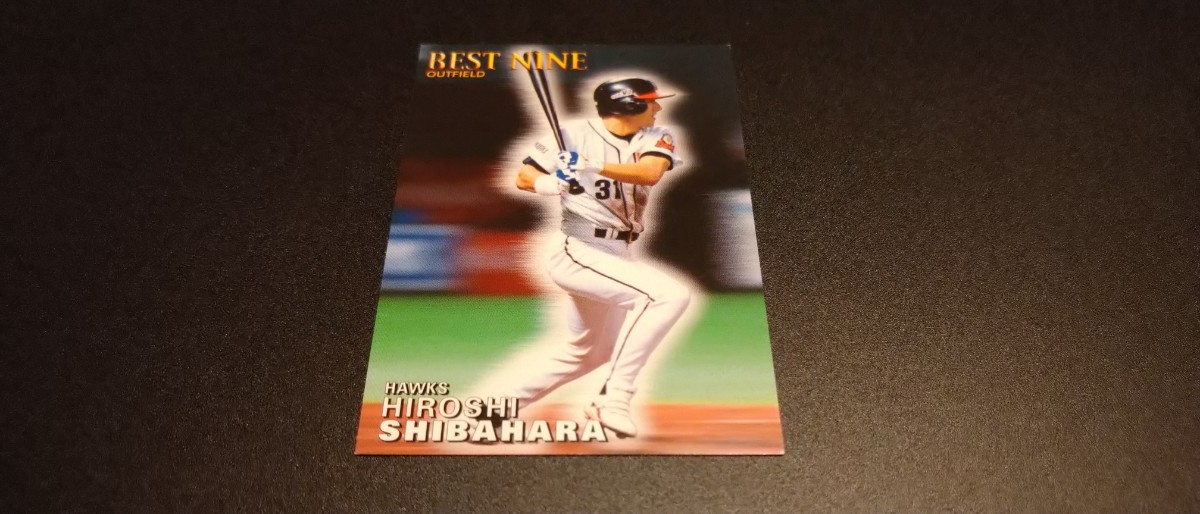 BEST NINE
OUTFIELD
31
HAWKS
HIROSHI
SHIBAHARA